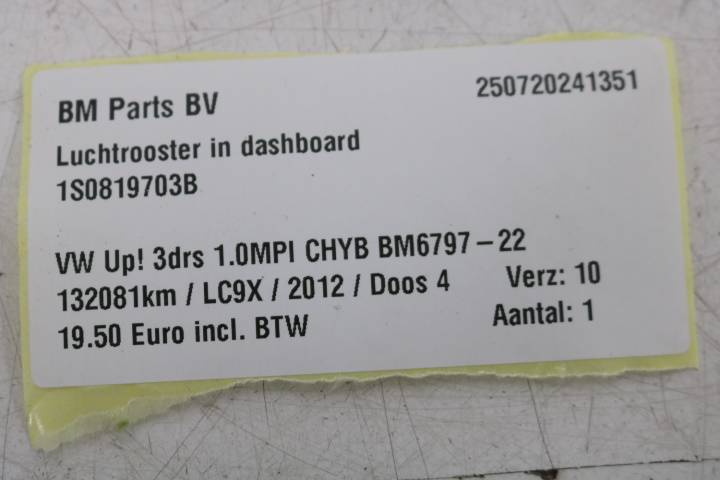 BM Parts BV 250720241351
Luchtrooster in dashboard
1S0819703B
VW Up! 3drs 1.0MPI CHYB BM6797-22
132081km / LC9X / 2012 / Doos 4 Verz: 10
19.50 Euro incl. BTW Aantal: 1